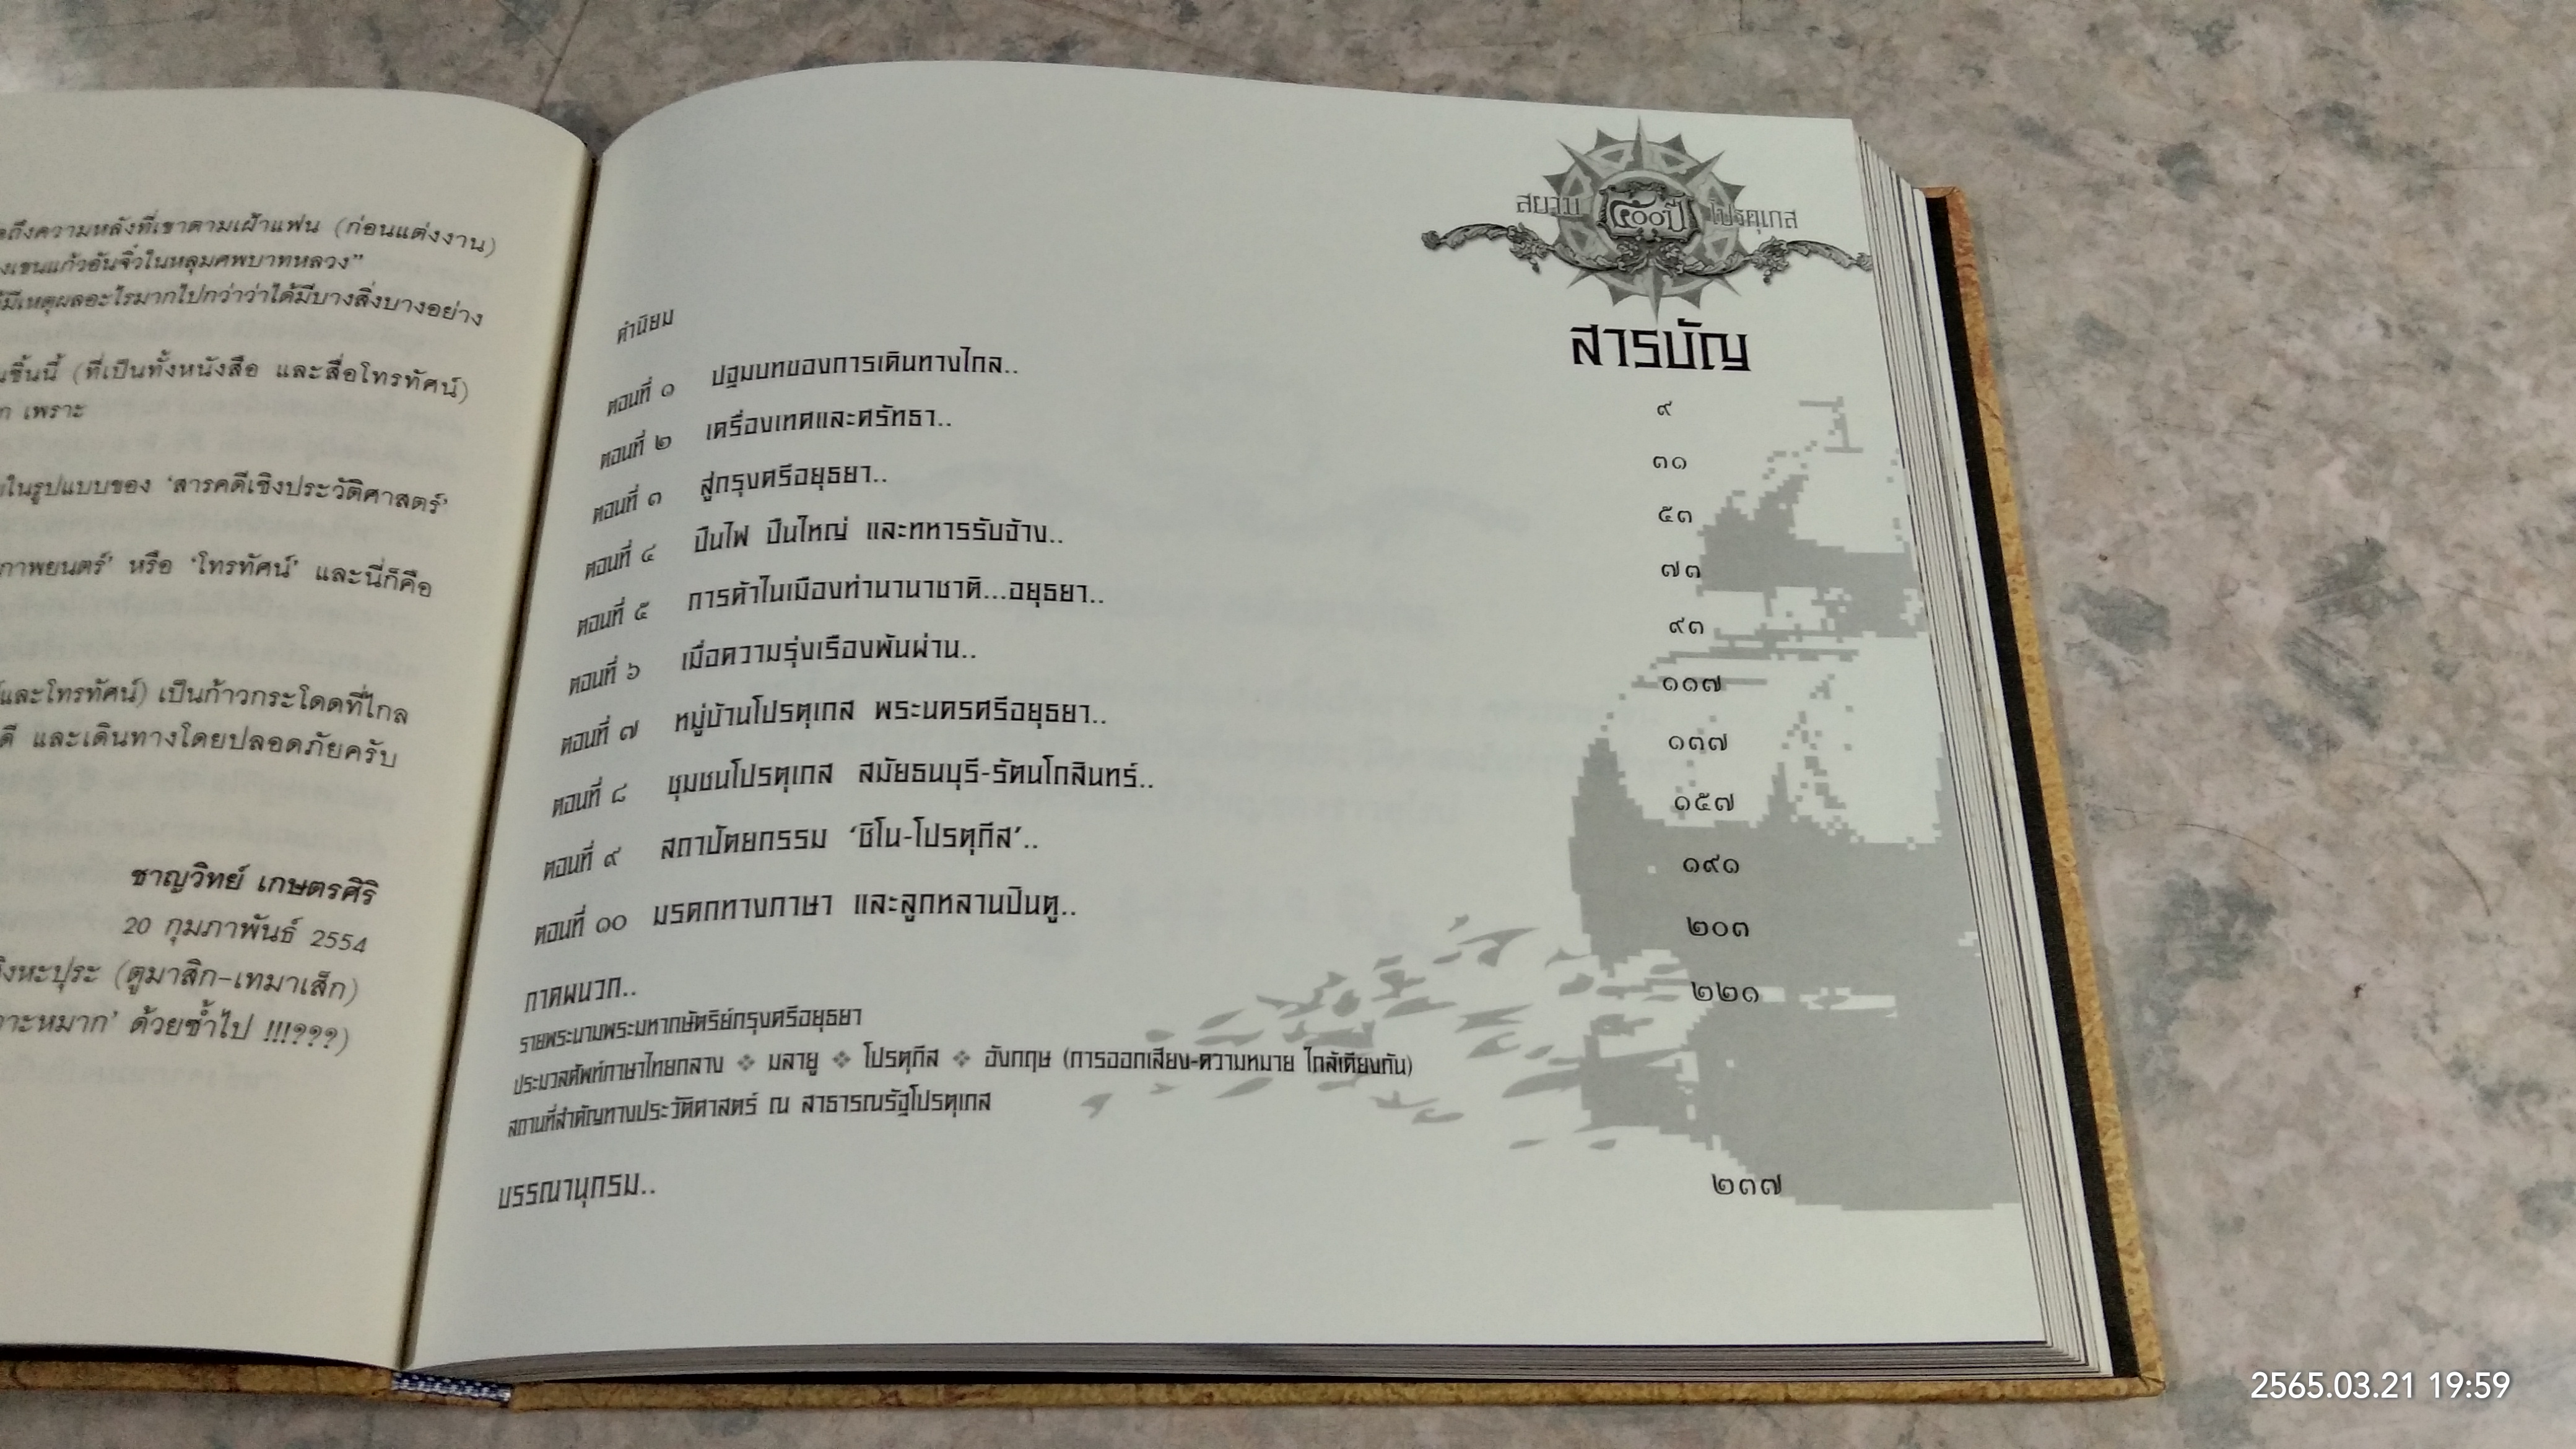 ถึงความหลังที่เขาตามเฝ้าแฟน (ก่อนแต่งงาน)
งเขนแก้วอันจิ๋วในหลุมศพบาทหลวง”
มีเหตุผลอะไรมากไปกว่าว่าได้มีบางสิ่งบางอย่าง
ชิ้นนี้ (ที่เป็นทั้งหนังสือ และสื่อโทรทัศน์)
ก เพราะ
ในรูปแบบของ ‘สารคดีเชิงประวัติศาสตร์’
ภาพยนตร์’ หรือ ‘โทรทัศน์’ และนี่ก็คือ
และโทรทัศน์) เป็นก้าวกระโดดที่ไกล
ดี และเดินทางโดยปลอดภัยครับ
ชาญวิทย์ เกษตรศิริ
20 กุมภาพันธ์ 2554
ิงหะปุระ (ตูมาสิก-เทมาเส็ก)
าะหมาก’ ด้วยซ้ำไป !!!???)
สยาม ๕๐๐ปี โปรตุเกส
สารบัญ
คำนิยม
ตอนที่ ๑ ปฐมบทของการเดินทางไกล.. ๙
ตอนที่ ๒ เครื่องเทศและศรัทธา.. ๓๑
ตอนที่ ๓ สู่กรุงศรีอยุธยา.. ๕๓
ตอนที่ ๔ ปืนไฟ ปืนใหญ่ และทหารรับจ้าง.. ๗๓
ตอนที่ ๕ การค้าในเมืองท่านานาชาติ...อยุธยา.. ๙๓
ตอนที่ ๖ เมื่อความรุ่งเรืองพ้นผ่าน.. ๑๑๗
ตอนที่ ๗ หมู่บ้านโปรตุเกส พระนครศรีอยุธยา.. ๑๓๗
ตอนที่ ๘ ชุมชนโปรตุเกส สมัยธนบุรี-รัตนโกสินทร์.. ๑๕๗
ตอนที่ ๙ สถาปัตยกรรม ‘ชิโน-โปรตุกีส’.. ๑๙๑
ตอนที่ ๑๐ มรดกทางภาษา และลูกหลานปินตู.. ๒๐๓
ภาคผนวก.. ๒๒๑
รายพระนามพระมหากษัตริย์กรุงศรีอยุธยา
ประมวลศัพท์ภาษาไทยกลาง ❖ มลายู ❖ โปรตุกีส ❖ อังกฤษ (การออกเสียง-ความหมาย ใกล้เคียงกัน)
สถานที่สำคัญทางประวัติศาสตร์ ณ สาธารณรัฐโปรตุเกส
บรรณานุกรม.. ๒๓๗
2565.03.21 19:59